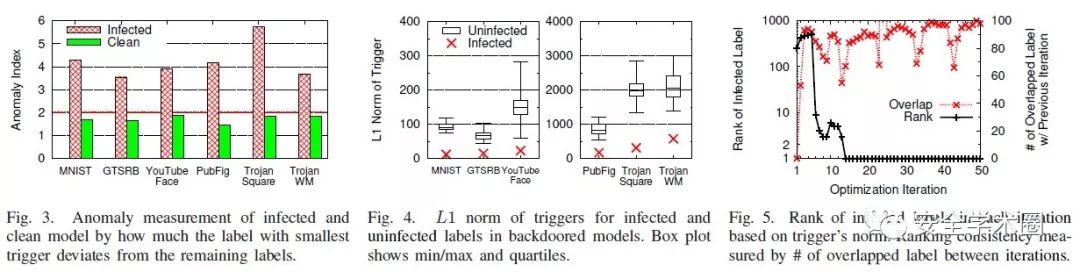 6
5
4
3
2
1
0
Anomaly Index
Infected
Clean
MNIST GTSRB YouTube Face PubFig Trojan Square Trojan WM
Fig. 3. Anomaly measurement of infected and
clean model by how much the label with smallest
trigger deviates from the remaining labels.
400
300
200
100
0
L1 Norm of Trigger
4000
3000
2000
1000
0
Uninfected
Infected
MNIST GTSRB YouTube Face
PubFig Trojan Square Trojan WM
Fig. 4. L1 norm of triggers for infected and
uninfected labels in backdoored models. Box plot
shows min/max and quartiles.
1000
100
10
2
1
Rank of Infected Label
100
80
60
40
20
0
# of Overlapped Label
w/ Previous Iteration
Overlap
Rank
1 10 20 30 40 50
Optimization Iteration
Fig. 5. Rank of in
based on trigger's norm. Ranking consistency mea-
sured by # of overlapped label between iterations.
安全学术圈